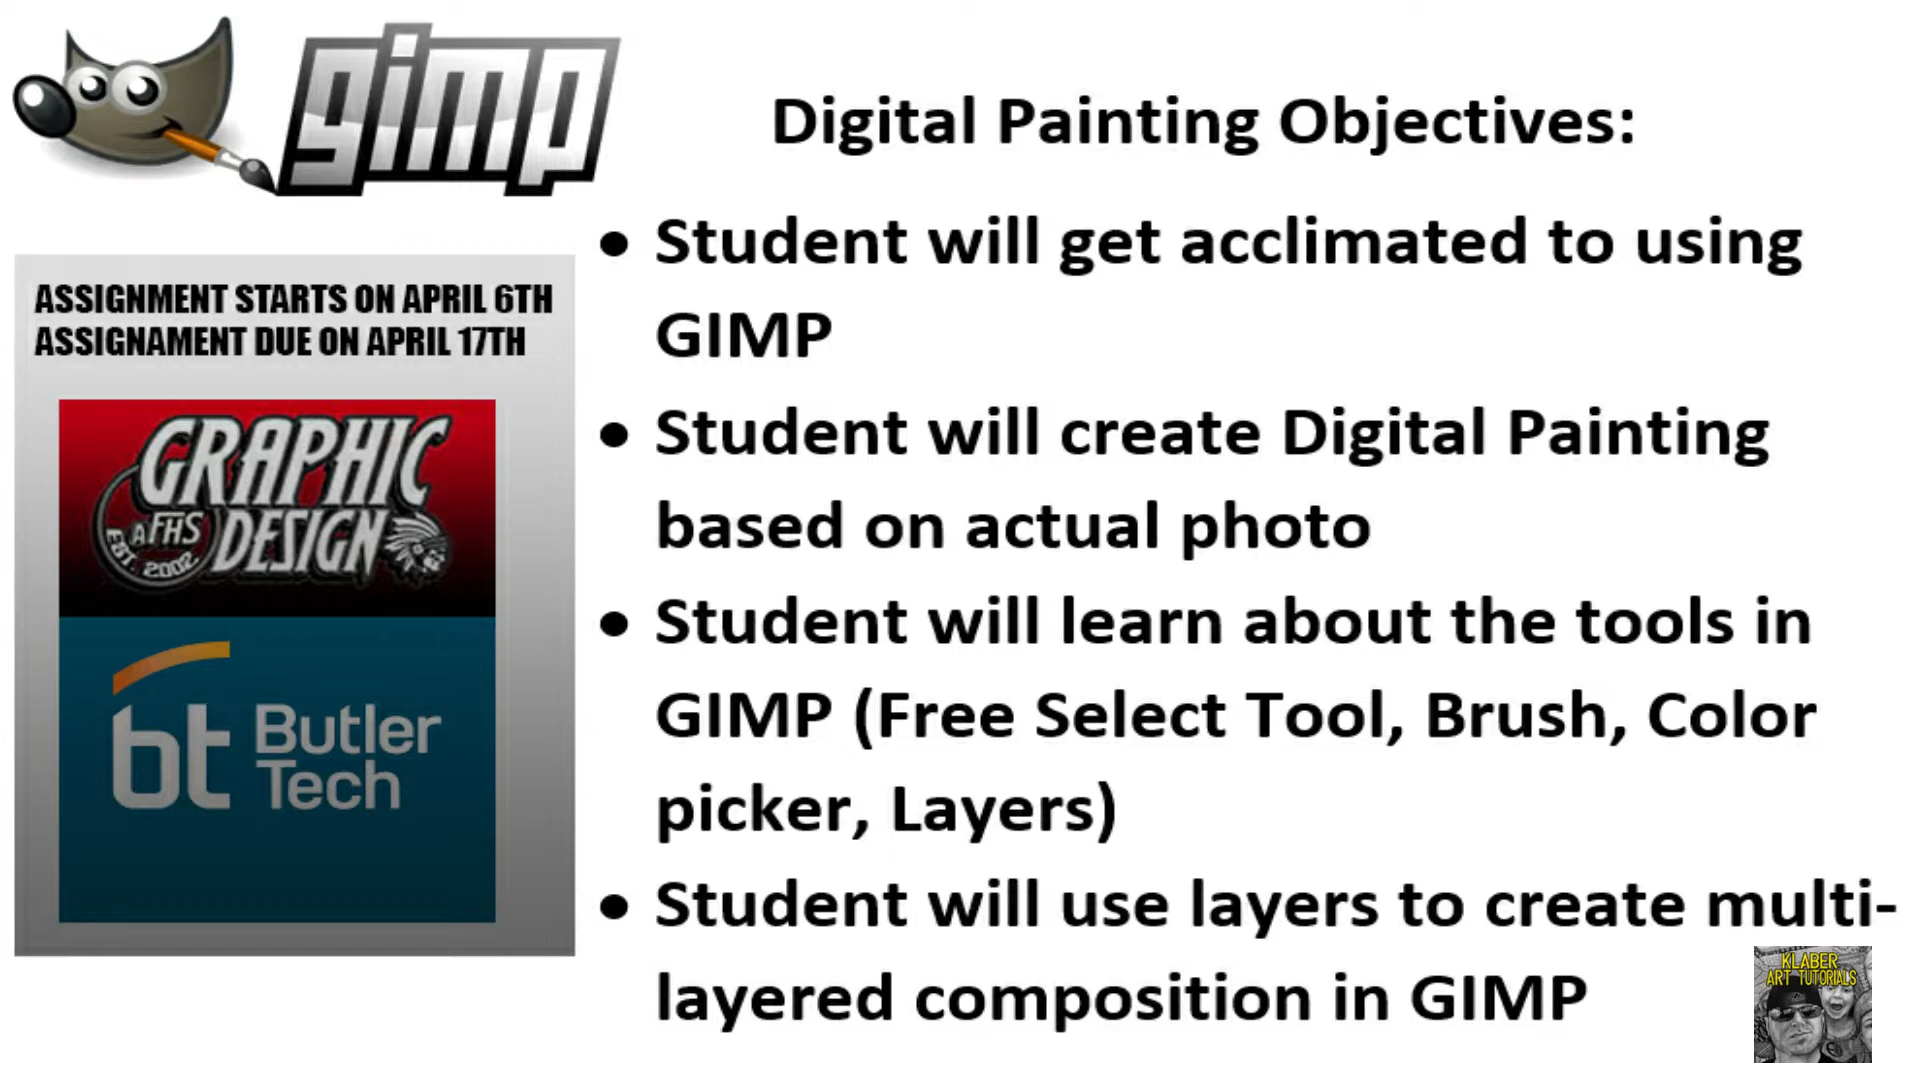 gimp
Digital Painting Objectives:
• Student will get acclimated to using
GIMP
• Student will create Digital Painting
based on actual photo
• Student will learn about the tools in
GIMP (Free Select Tool, Brush, Color
picker, Layers)
• Student will use layers to create multi-
layered composition in GIMP
ASSIGNMENT STARTS ON APRIL 6TH
ASSIGNAMENT DUE ON APRIL 17TH
GRAPHIC
DESIGN
@FHS
EST. 2002
bt Butler
Tech
KLABER
ART TUTORIALS